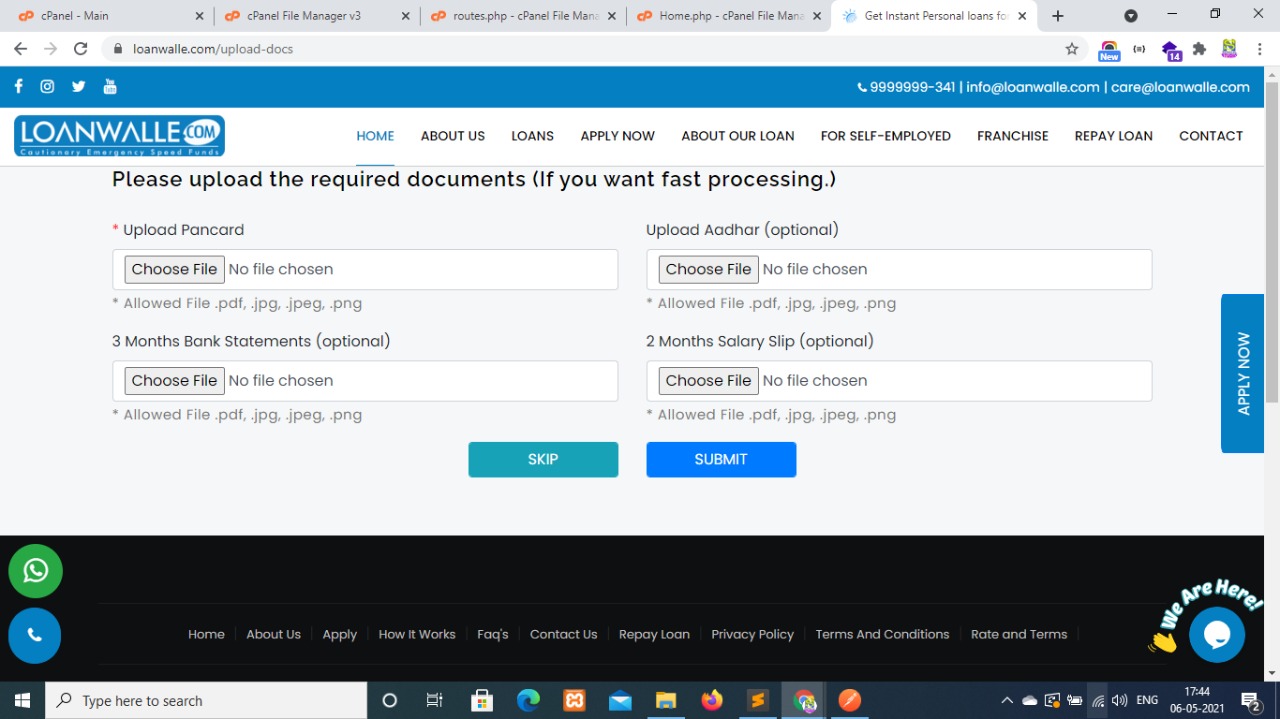 cPanel - Main
cPanel File Manager v3
routes.php - cPanel File Mana
Home.php - cPanel File Mana
Get Instant Personal loans fo
loanwalle.com/upload-docs
New
14
You Tube
9999999-341 | info@loanwalle.com | care@loanwalle.com
LOANWALLE.COM
Cautionary Emergency Speed Funds
HOME ABOUT US LOANS APPLY NOW ABOUT OUR LOAN FOR SELF-EMPLOYED FRANCHISE REPAY LOAN CONTACT
Please upload the required documents (If you want fast processing.)
* Upload Pancard
Upload Aadhar (optional)
Choose File No file chosen
Choose File No file chosen
* Allowed File .pdf, .jpg, .jpeg, .png
* Allowed File .pdf, .jpg, .jpeg, .png
3 Months Bank Statements (optional)
2 Months Salary Slip (optional)
Choose File No file chosen
Choose File No file chosen
* Allowed File .pdf, .jpg, .jpeg, .png
* Allowed File .pdf, .jpg, .jpeg, .png
APPLY NOW
SKIP
SUBMIT
We Are Here!
Home About Us Apply How It Works Faq's Contact Us Repay Loan Privacy Policy Terms And Conditions Rate and Terms
Type here to search
ENG
17:44
06-05-2021
2